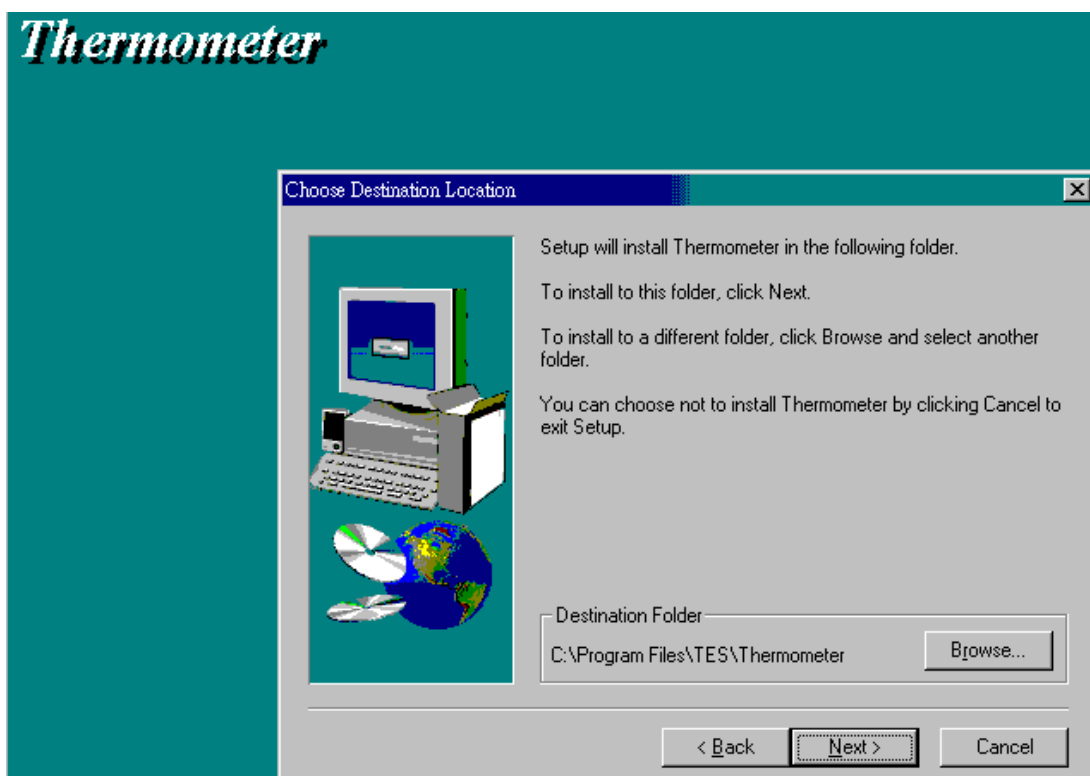 Thermometer
Choose Destination Location
Setup will install Thermometer in the following folder.
To install to this folder, click Next.
To install to a different folder, click Browse and select another
folder.
You can choose not to install Thermometer by clicking Cancel to
exit Setup.
Destination Folder
C:\Program Files\TES\Thermometer
Browse...
< Back
Next >
Cancel